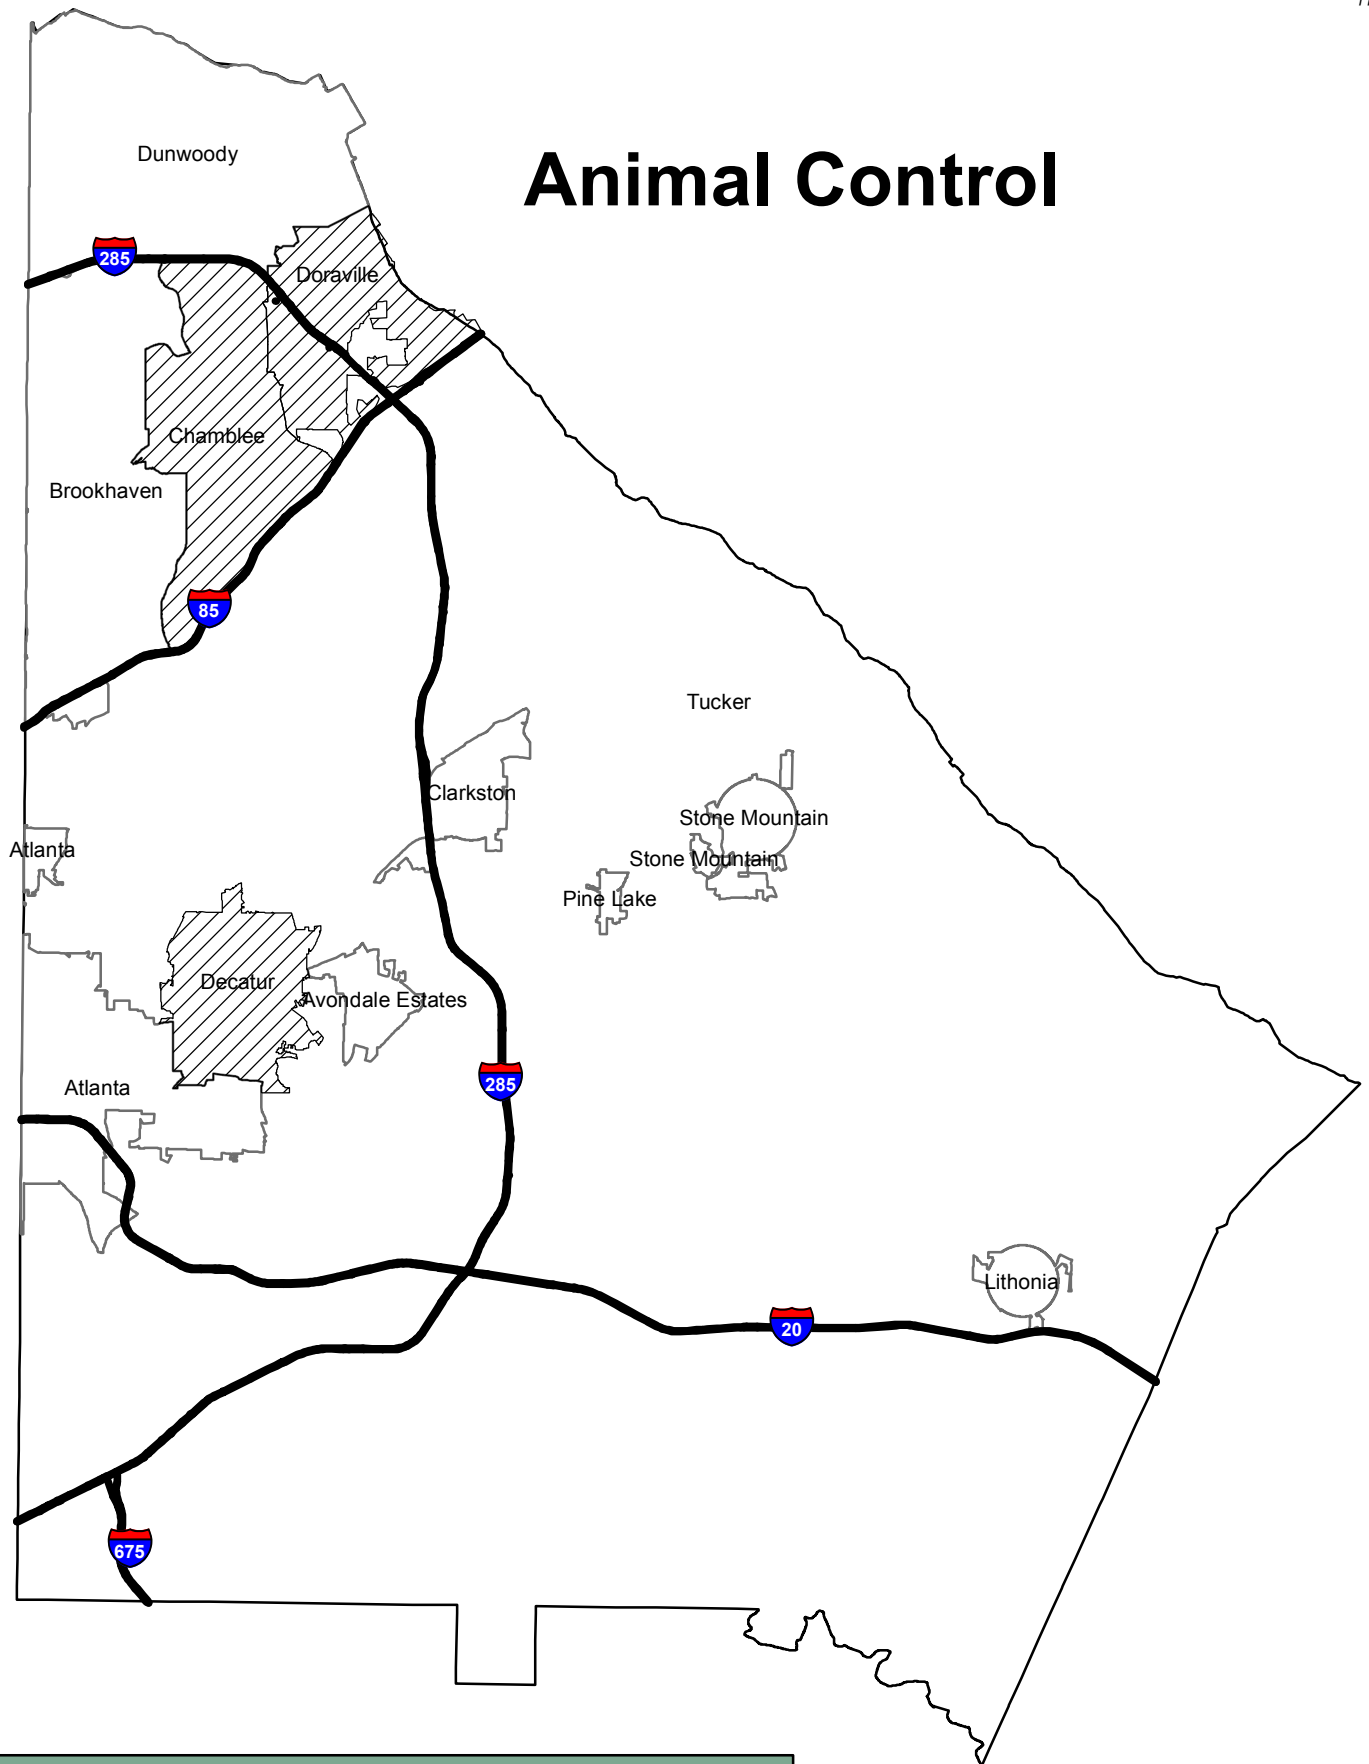 Dunwoody
Animal Control
285
Doraville
Chamblee
Brookhaven
85
Tucker
Clarkston
Stone Mountain
Atlanta
Stone Mountain
Pine Lake
Decatur
Avondale Estates
285
Atlanta
Lithonia
20
675